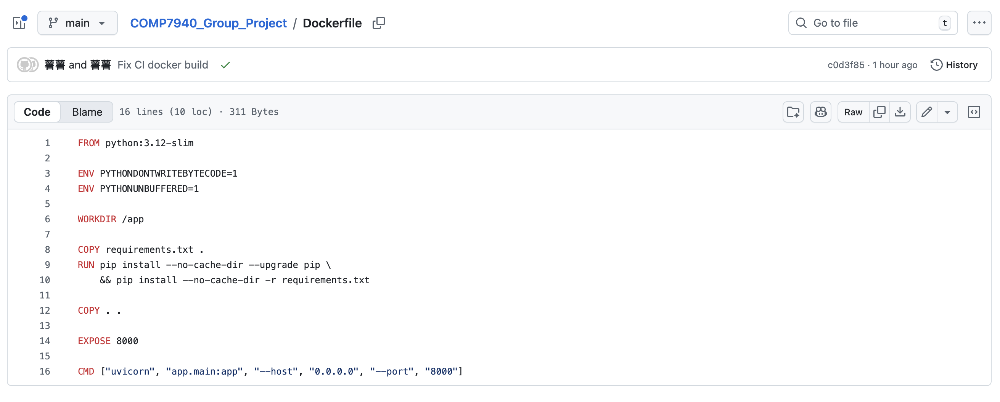 main
COMP7940_Group_Project / Dockerfile
Go to file
t
薯薯 and 薯薯 Fix CI docker build
c0d3f85 · 1 hour ago
History
Code
Blame
16 lines (10 loc) · 311 Bytes
Raw
1 FROM python:3.12-slim
2
3 ENV PYTHONDONTWRITEBYTECODE=1
4 ENV PYTHONUNBUFFERED=1
5
6 WORKDIR /app
7
8 COPY requirements.txt .
9 RUN pip install --no-cache-dir --upgrade pip \
10     && pip install --no-cache-dir -r requirements.txt
11
12 COPY . .
13
14 EXPOSE 8000
15
16 CMD ["uvicorn", "app.main:app", "--host", "0.0.0.0", "--port", "8000"]